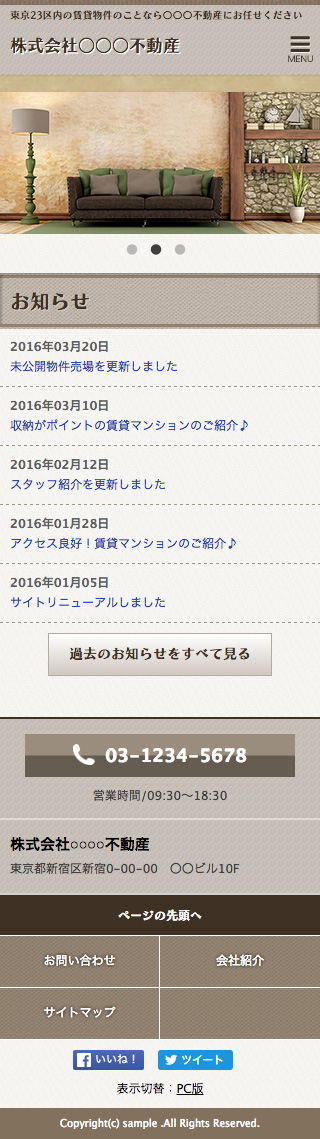 東京23区内の賃貸物件のことなら〇〇〇不動産にお任せください
株式会社〇〇〇不動産
MENU
お知らせ
2016年03月20日
未公開物件売場を更新しました
2016年03月10日
収納がポイントの賃貸マンションのご紹介♪
2016年02月12日
スタッフ紹介を更新しました
2016年01月28日
アクセス良好！賃貸マンションのご紹介♪
2016年01月05日
サイトリニューアルしました
過去のお知らせをすべて見る
03-1234-5678
営業時間/09:30〜18:30
株式会社○○○○不動産
東京都新宿区新宿0-00-00　〇〇ビル10F
ページの先頭へ
お問い合わせ
会社紹介
サイトマップ
いいね！
ツイート
表示切替：PC版
Copyright(c) sample .All Rights Reserved.